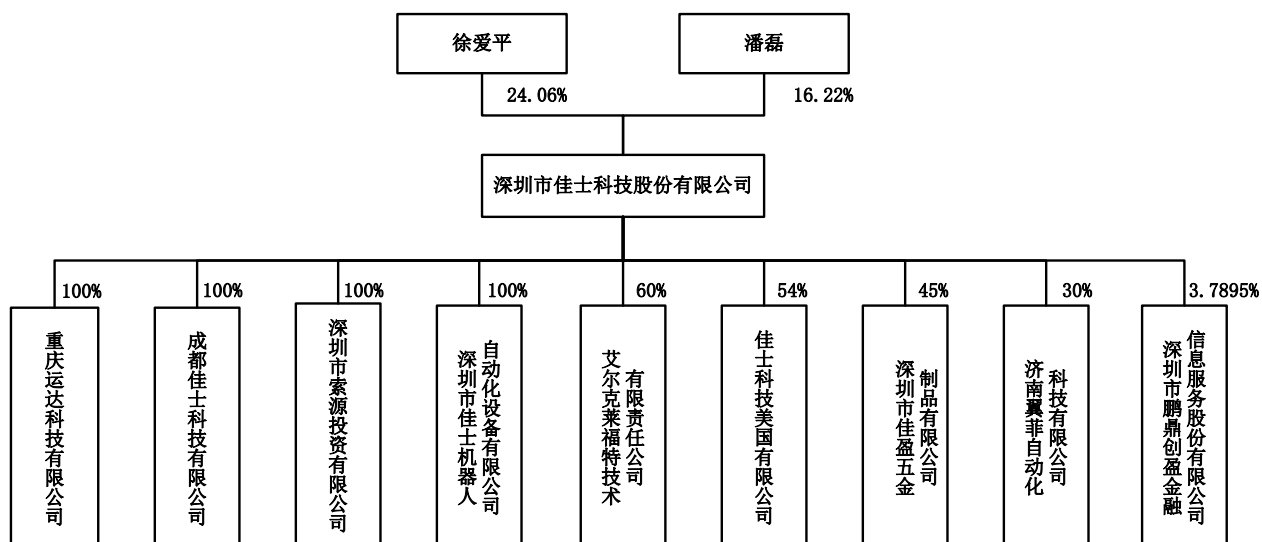 徐爱平
潘磊
24.06%
16.22%
深圳市佳士科技股份有限公司
100%
100%
100%
100%
60%
54%
45%
30%
3.7895%
重庆运达科技有限公司
成都佳士科技有限公司
深圳市索源投资有限公司
深圳市佳士机器人
自动化设备有限公司
艾尔克莱福特技术
有限责任公司
佳士科技美国有限公司
深圳市佳盈五金
制品有限公司
济南翼菲自动化
科技有限公司
深圳市鹏鼎创盈金融
信息服务股份有限公司